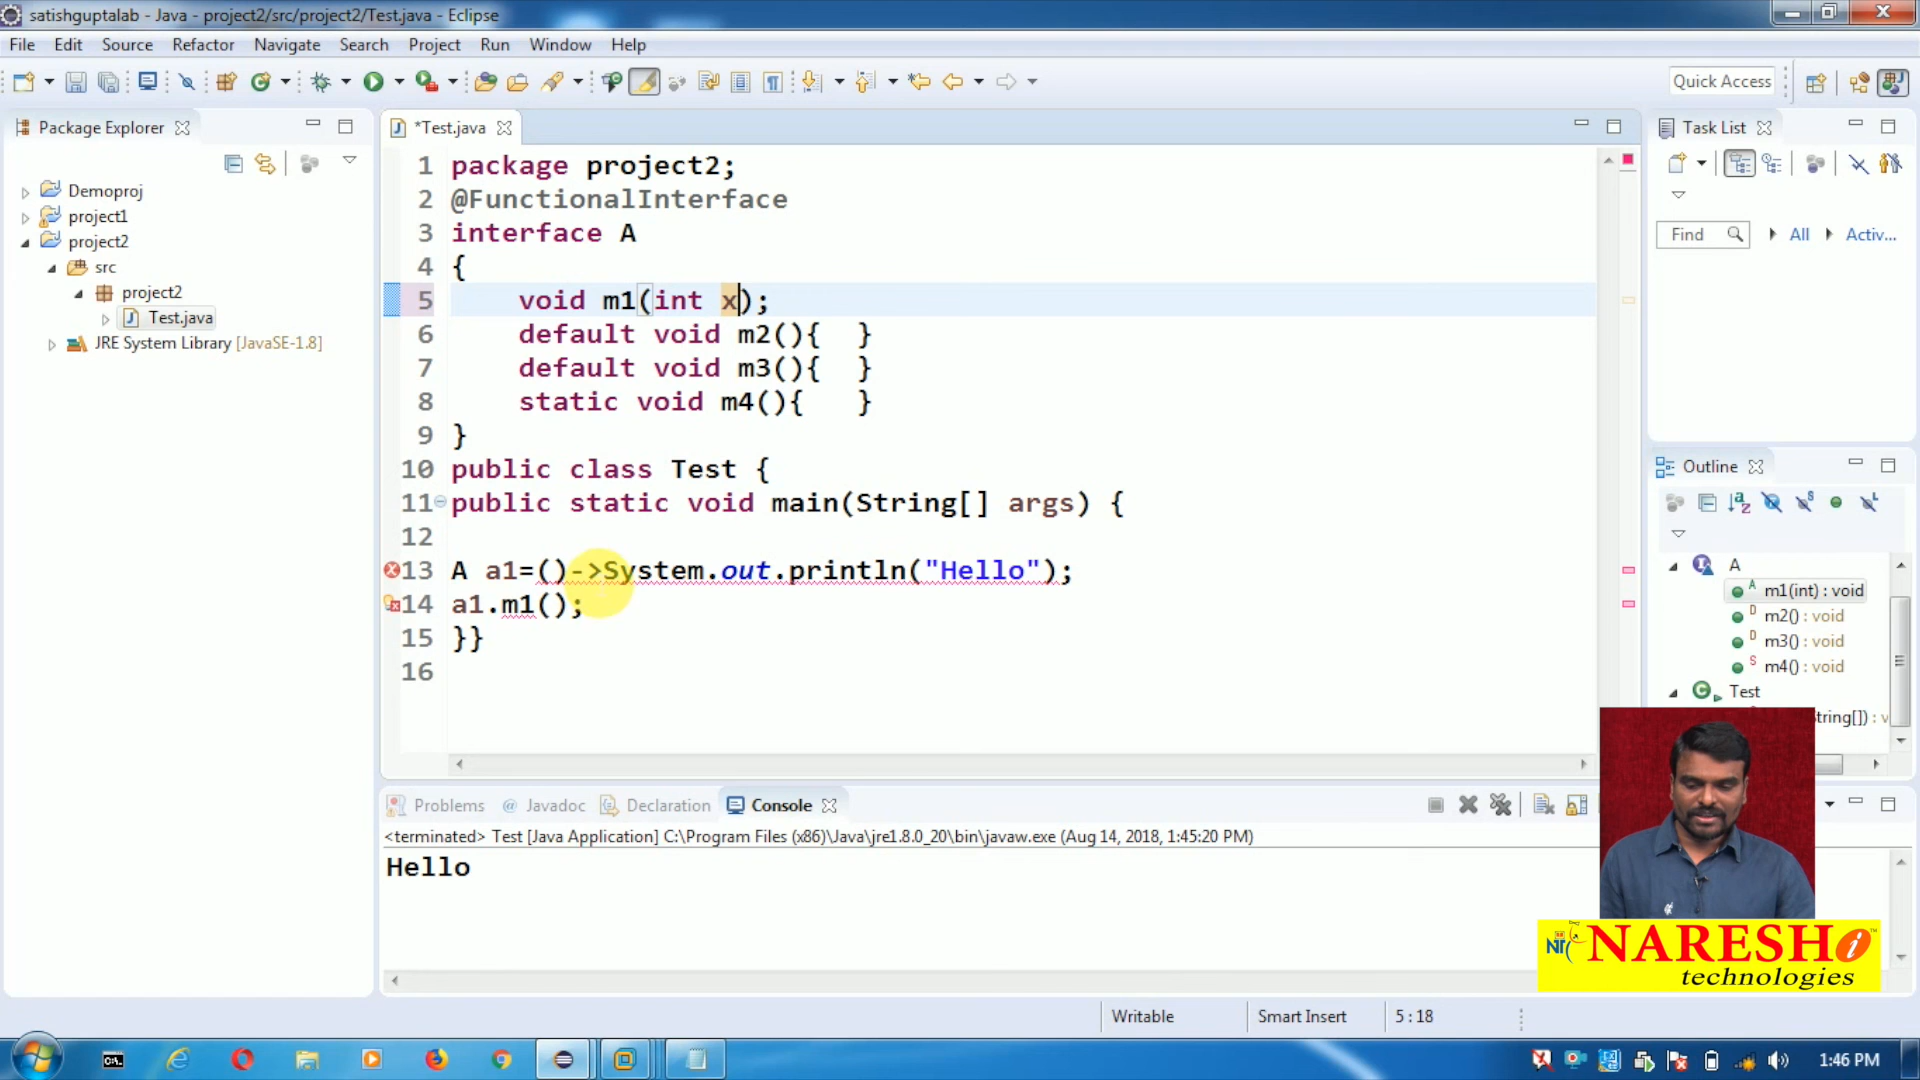 satishguptalab - Java - project2/src/project2/Test.java - Eclipse
File Edit Source Refactor Navigate Search Project Run Window Help
Quick Access
Package Explorer
Demoproj
project1
project2
src
project2
Test.java
JRE System Library [JavaSE-1.8]
*Test.java
1 package project2;
2 @FunctionalInterface
3 interface A
4 {
5 void m1(int x);
6 default void m2(){ }
7 default void m3(){ }
8 static void m4(){ }
9 }
10 public class Test {
11 public static void main(String[] args) {
12
13 A a1=()->System.out.println("Hello");
14 a1.m1();
15 }}
16
Task List
Find All Activ...
Outline
A
m1(int) : void
m2() : void
m3() : void
m4() : void
Test
tring[]) : v
Problems Javadoc Declaration Console
<terminated> Test [Java Application] C:\Program Files (x86)\Java\jre1.8.0_20\bin\javaw.exe (Aug 14, 2018, 1:45:20 PM)
Hello
NARESH i
technologies
Writable Smart Insert 5 : 18
1:46 PM